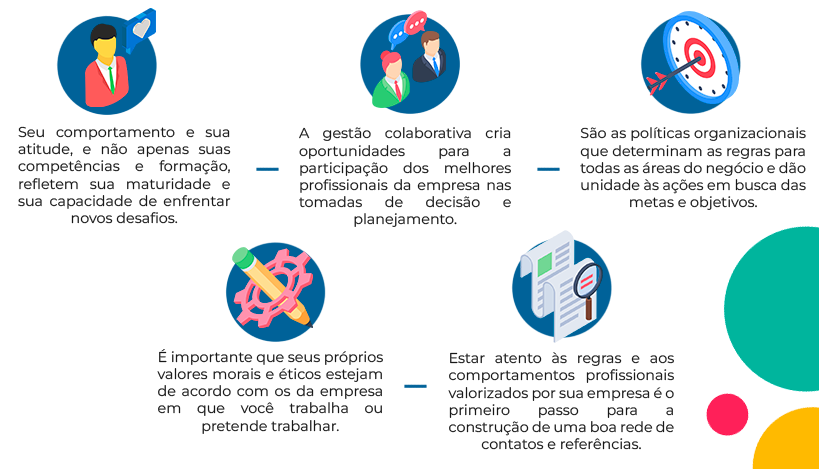 Seu comportamento e sua
atitude, e não apenas suas
competências e formação,
refletem sua maturidade e
sua capacidade de enfrentar
novos desafios.
A gestão colaborativa cria
oportunidades para a
participação dos melhores
profissionais da empresa nas
tomadas de decisão e
planejamento.
São as políticas organizacionais
que determinam as regras para
todas as áreas do negócio e dão
unidade às ações em busca das
metas e objetivos.
É importante que seus próprios
valores morais e éticos estejam
de acordo com os da empresa
em que você trabalha ou
pretende trabalhar.
Estar atento às regras e aos
comportamentos profissionais
valorizados por sua empresa é o
primeiro passo para a
construção de uma boa rede de
contatos e referências.